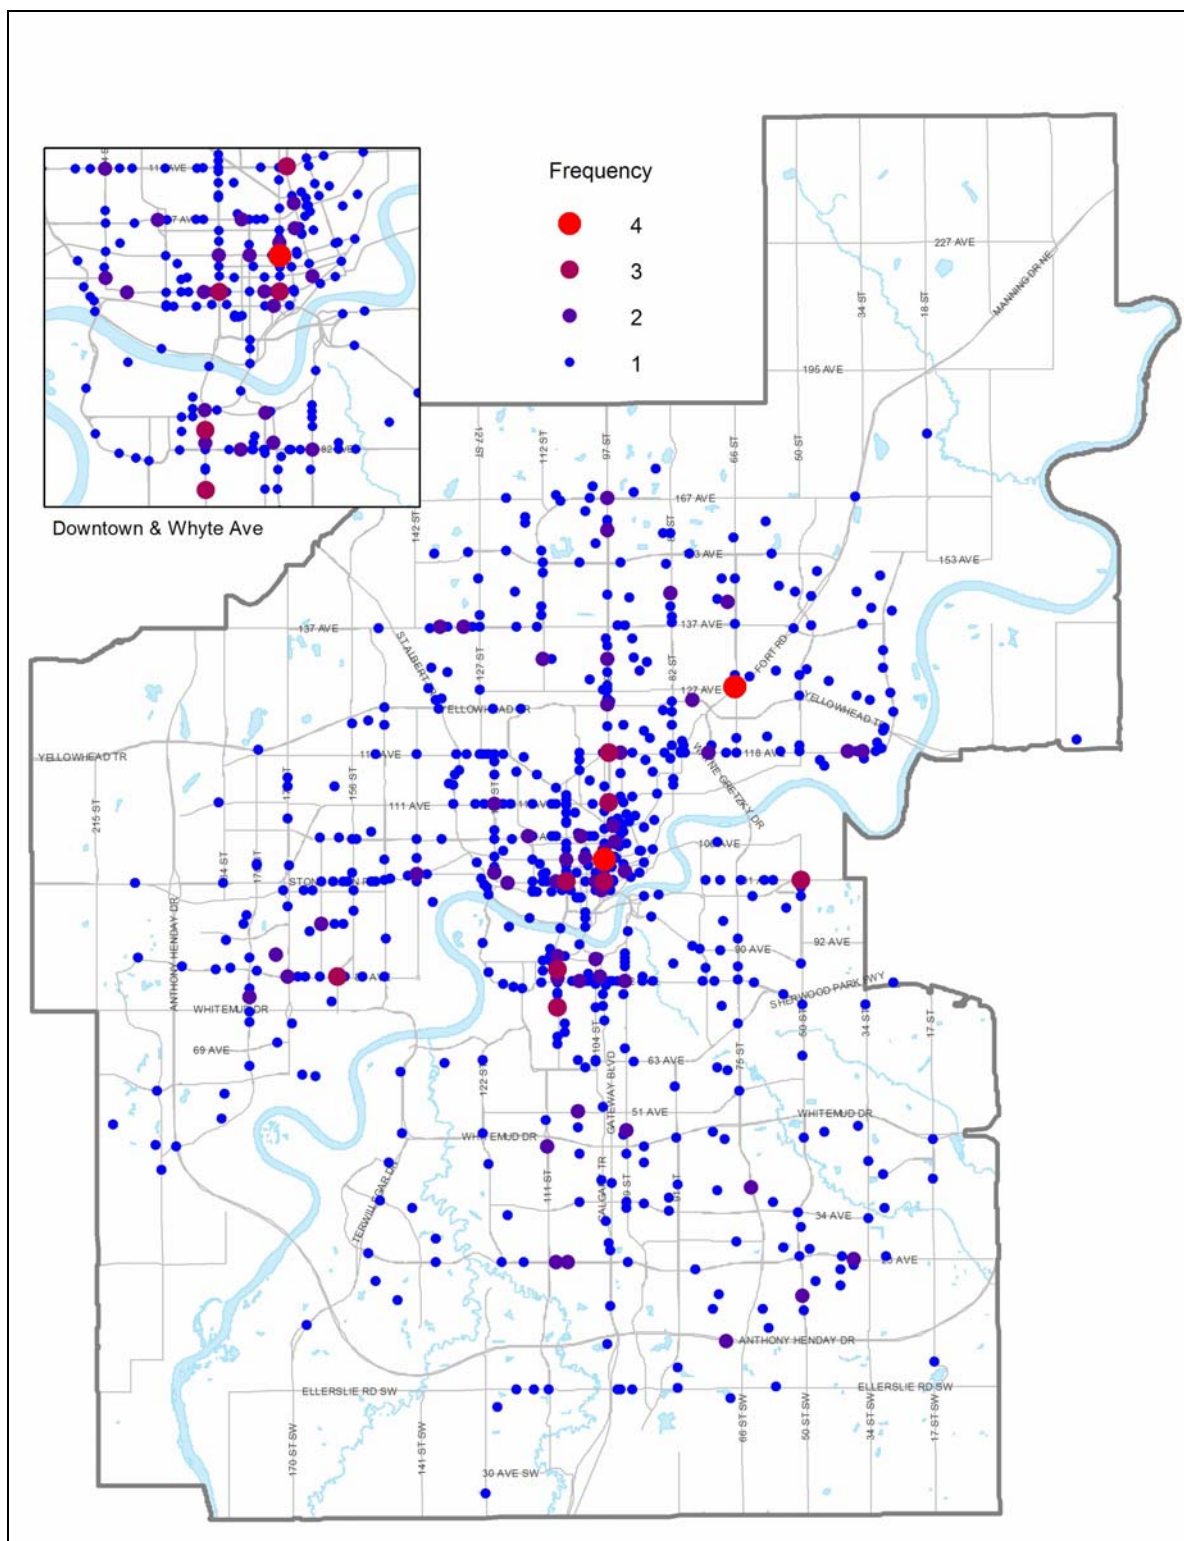 Frequency
4
3
2
1
82 AVE
Downtown & Whyte Ave
227 AVE
MANNING DR NE
34 ST
18 ST
195 AVE
127 ST
112 ST
97 ST
66 ST
50 ST
167 AVE
142 ST
153 AVE
137 AVE
137 AVE
FORT RD
127 ST
82 ST
127 AVE
YELLOWHEAD TR
YELLOWHEAD TR
118 AV
WAYNE GRETZKY DR
215 ST
156 ST
111 AVE
ANTHONY HENDAY DR
90 AVE
92 AVE
SHERWOOD PARK FWY
WHITEMUD DR
69 AVE
104 ST
63 AVE
75 ST
50 ST
34 ST
17 ST
122 ST
GATEWAY BLVD
51 AVE
WHITEMUD DR
WHITEMUD DR
111 ST
CALGARY TR
91 ST
34 AVE
TERWILLEGAR DR
23 AVE
ANTHONY HENDAY DR
ELLERSLIE RD SW
ELLERSLIE RD SW
170 ST SW
141 ST SW
66 ST SW
50 ST SW
34 ST SW
17 ST SW
30 AVE SW